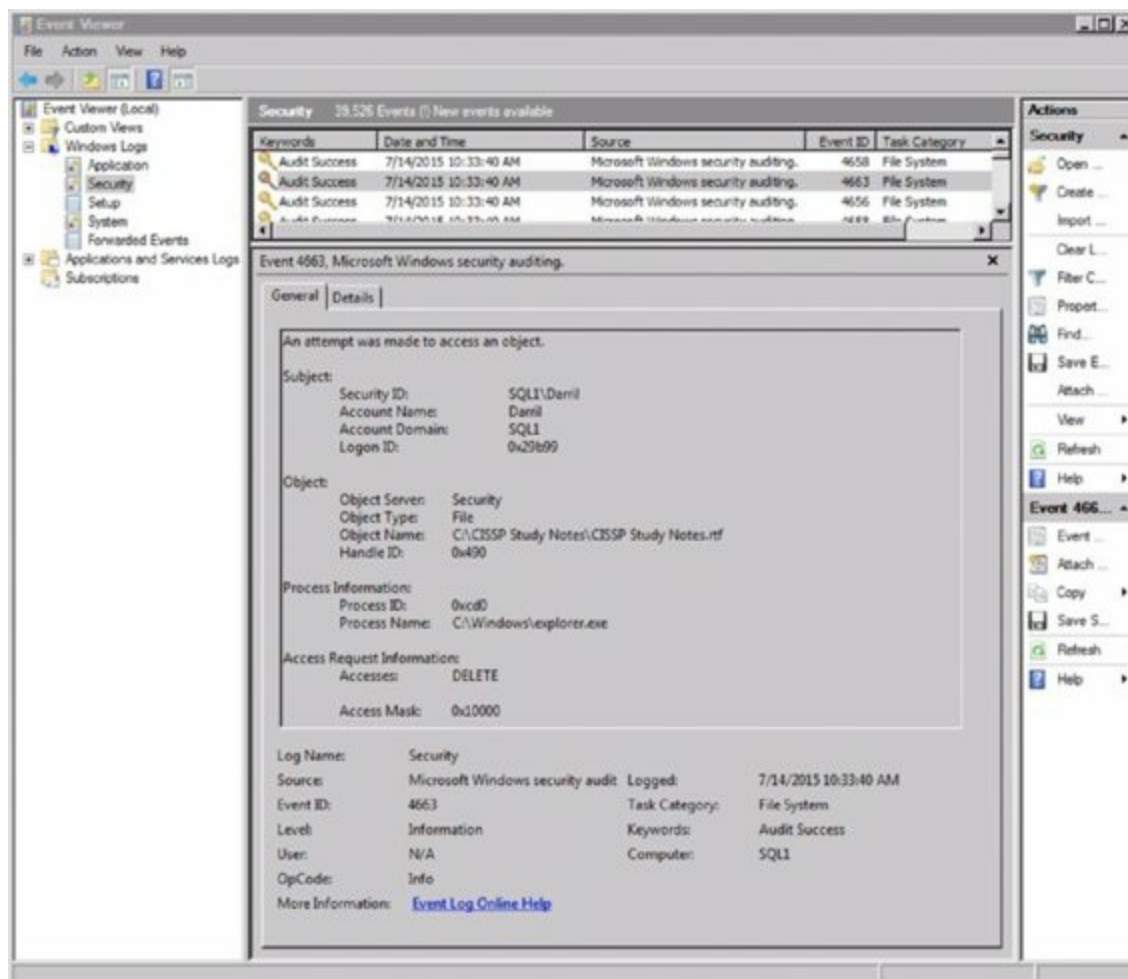 Event Viewer
File Action View Help
Event Viewer (Local)
Custom Views
Windows Logs
Application
Security
Setup
System
Forwarded Events
Applications and Services Logs
Subscriptions
Security 39,526 Events (!) New events available
Keywords Date and Time Source Event ID Task Category
Audit Success 7/14/2015 10:33:40 AM Microsoft Windows security auditing. 4658 File System
Audit Success 7/14/2015 10:33:40 AM Microsoft Windows security auditing. 4663 File System
Audit Success 7/14/2015 10:33:40 AM Microsoft Windows security auditing. 4656 File System
Event 4663, Microsoft Windows security auditing.
General Details
An attempt was made to access an object.
Subject:
Security ID: SQL1\Darril
Account Name: Darril
Account Domain: SQL1
Logon ID: 0x29b99
Object:
Object Server: Security
Object Type: File
Object Name: C:\CISSP Study Notes\CISSP Study Notes.rtf
Handle ID: 0x490
Process Information:
Process ID: 0xcd0
Process Name: C:\Windows\explorer.exe
Access Request Information:
Accesses: DELETE
Access Mask: 0x10000
Log Name: Security
Source: Microsoft Windows security audit Logged: 7/14/2015 10:33:40 AM
Event ID: 4663 Task Category: File System
Level: Information Keywords: Audit Success
User: N/A Computer: SQL1
OpCode: Info
More Information: Event Log Online Help
Actions
Security
Open ...
Create ...
Import ...
Clear L...
Filter C...
Propert...
Find...
Save E...
Attach ...
View
Refresh
Help
Event 466...
Event ...
Attach ...
Copy
Save S...
Refresh
Help